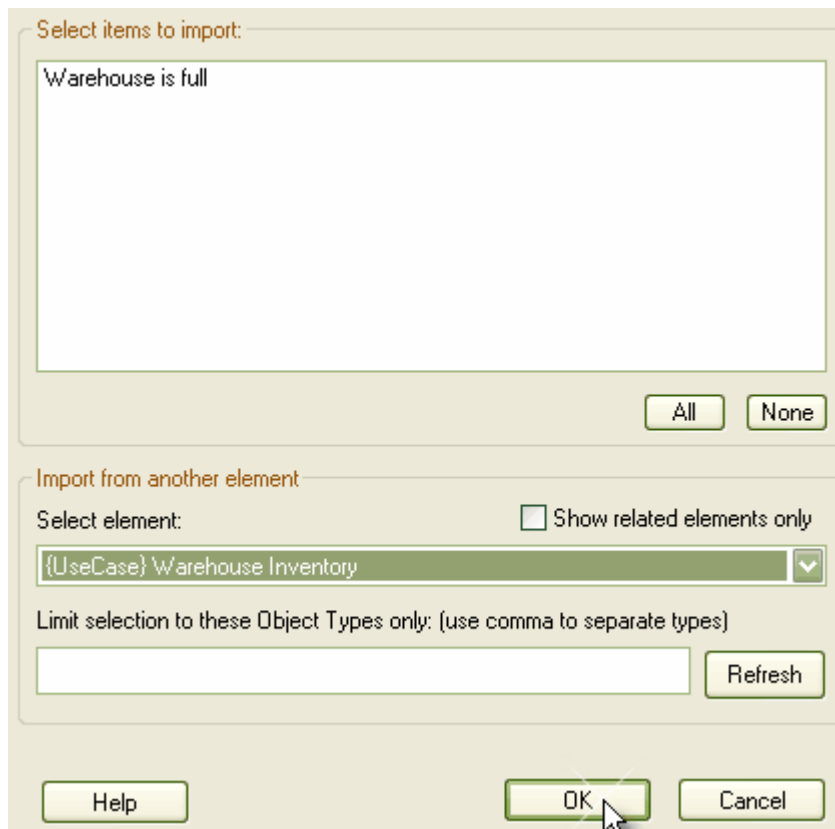 Select items to import:
Warehouse is full
All
None
Import from another element
Select element:
Show related elements only
{UseCase} Warehouse Inventory
Limit selection to these Object Types only: (use comma to separate types)
Refresh
Help
OK
Cancel